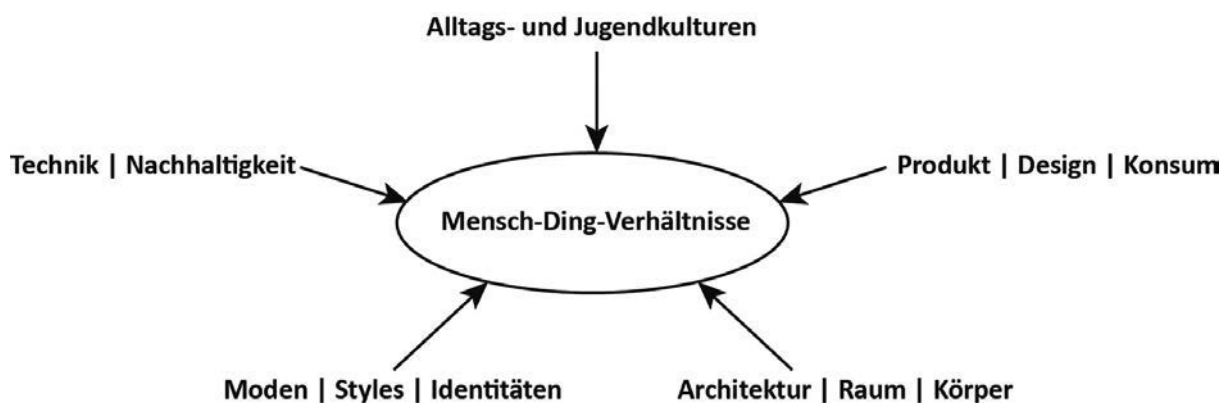 Alltags- und Jugendkulturen
Technik | Nachhaltigkeit
Produkt | Design | Konsum
Mensch-Ding-Verhältnisse
Moden | Styles | Identitäten
Architektur | Raum | Körper